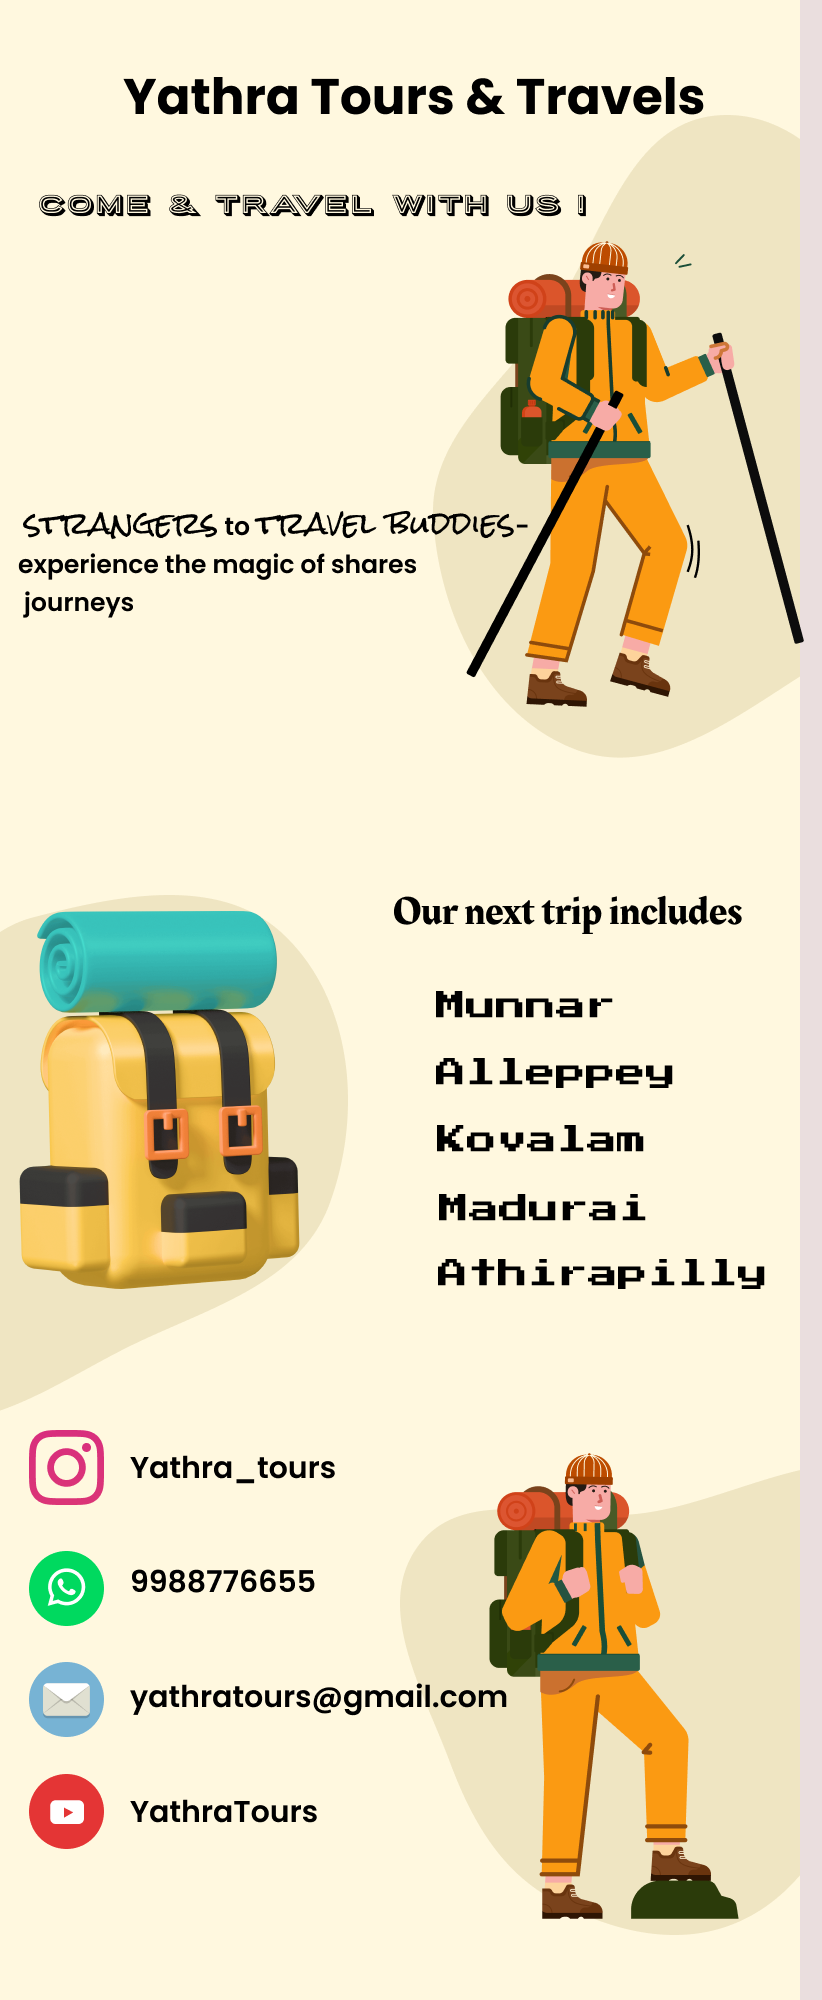 Yathra Tours & Travels
COME & TRAVEL WITH US !
STRANGERS to TRAVEL BUDDIES-
experience the magic of shares
journeys
Our next trip includes
Munnar
Alleppey
Kovalam
Madurai
Athirapilly
Yathra_tours
9988776655
yathratours@gmail.com
YathraTours